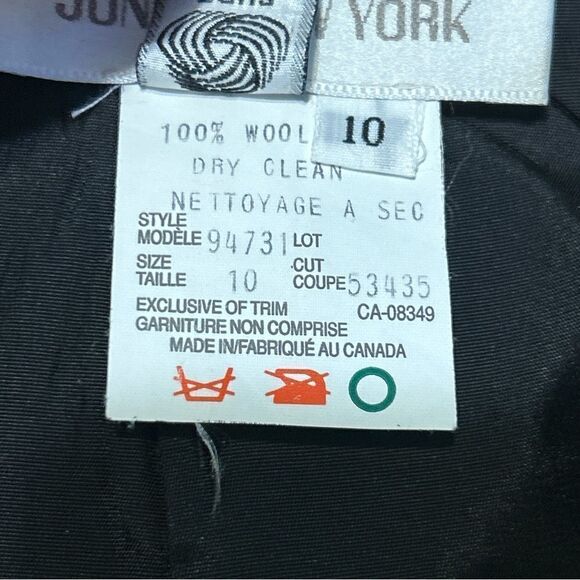 YORK
100% WOOL
10
DRY CLEAN
NETTOYAGE A SEC
STYLE
MODÈLE 94731 LOT
SIZE CUT
TAILLE 10 COUPE 53435
EXCLUSIVE OF TRIM CA-08349
GARNITURE NON COMPRISE
MADE IN/FABRIQUÉ AU CANADA